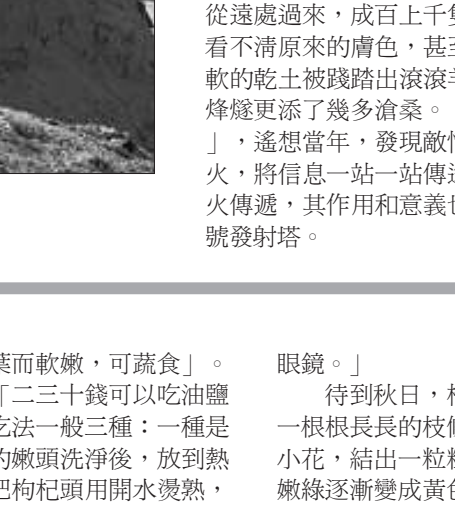 從遠處過來，成百上千隻
看不清原來的膚色，甚至
軟的乾土被踐踏出滾滾羊
烽燧更添了幾多滄桑。
」，遙想當年，發現敵情
火，將信息一站一站傳遞
火傳遞，其作用和意義也
號發射塔。
葉而軟嫩，可蔬食」。
「二三十錢可以吃油鹽
吃法一般三種：一種是
的嫩頭洗淨後，放到熱
把枸杞頭用開水燙熟，
眼鏡。」
待到秋日，枸
一根根長長的枝條
小花，結出一粒粒
嫩綠逐漸變成黃色